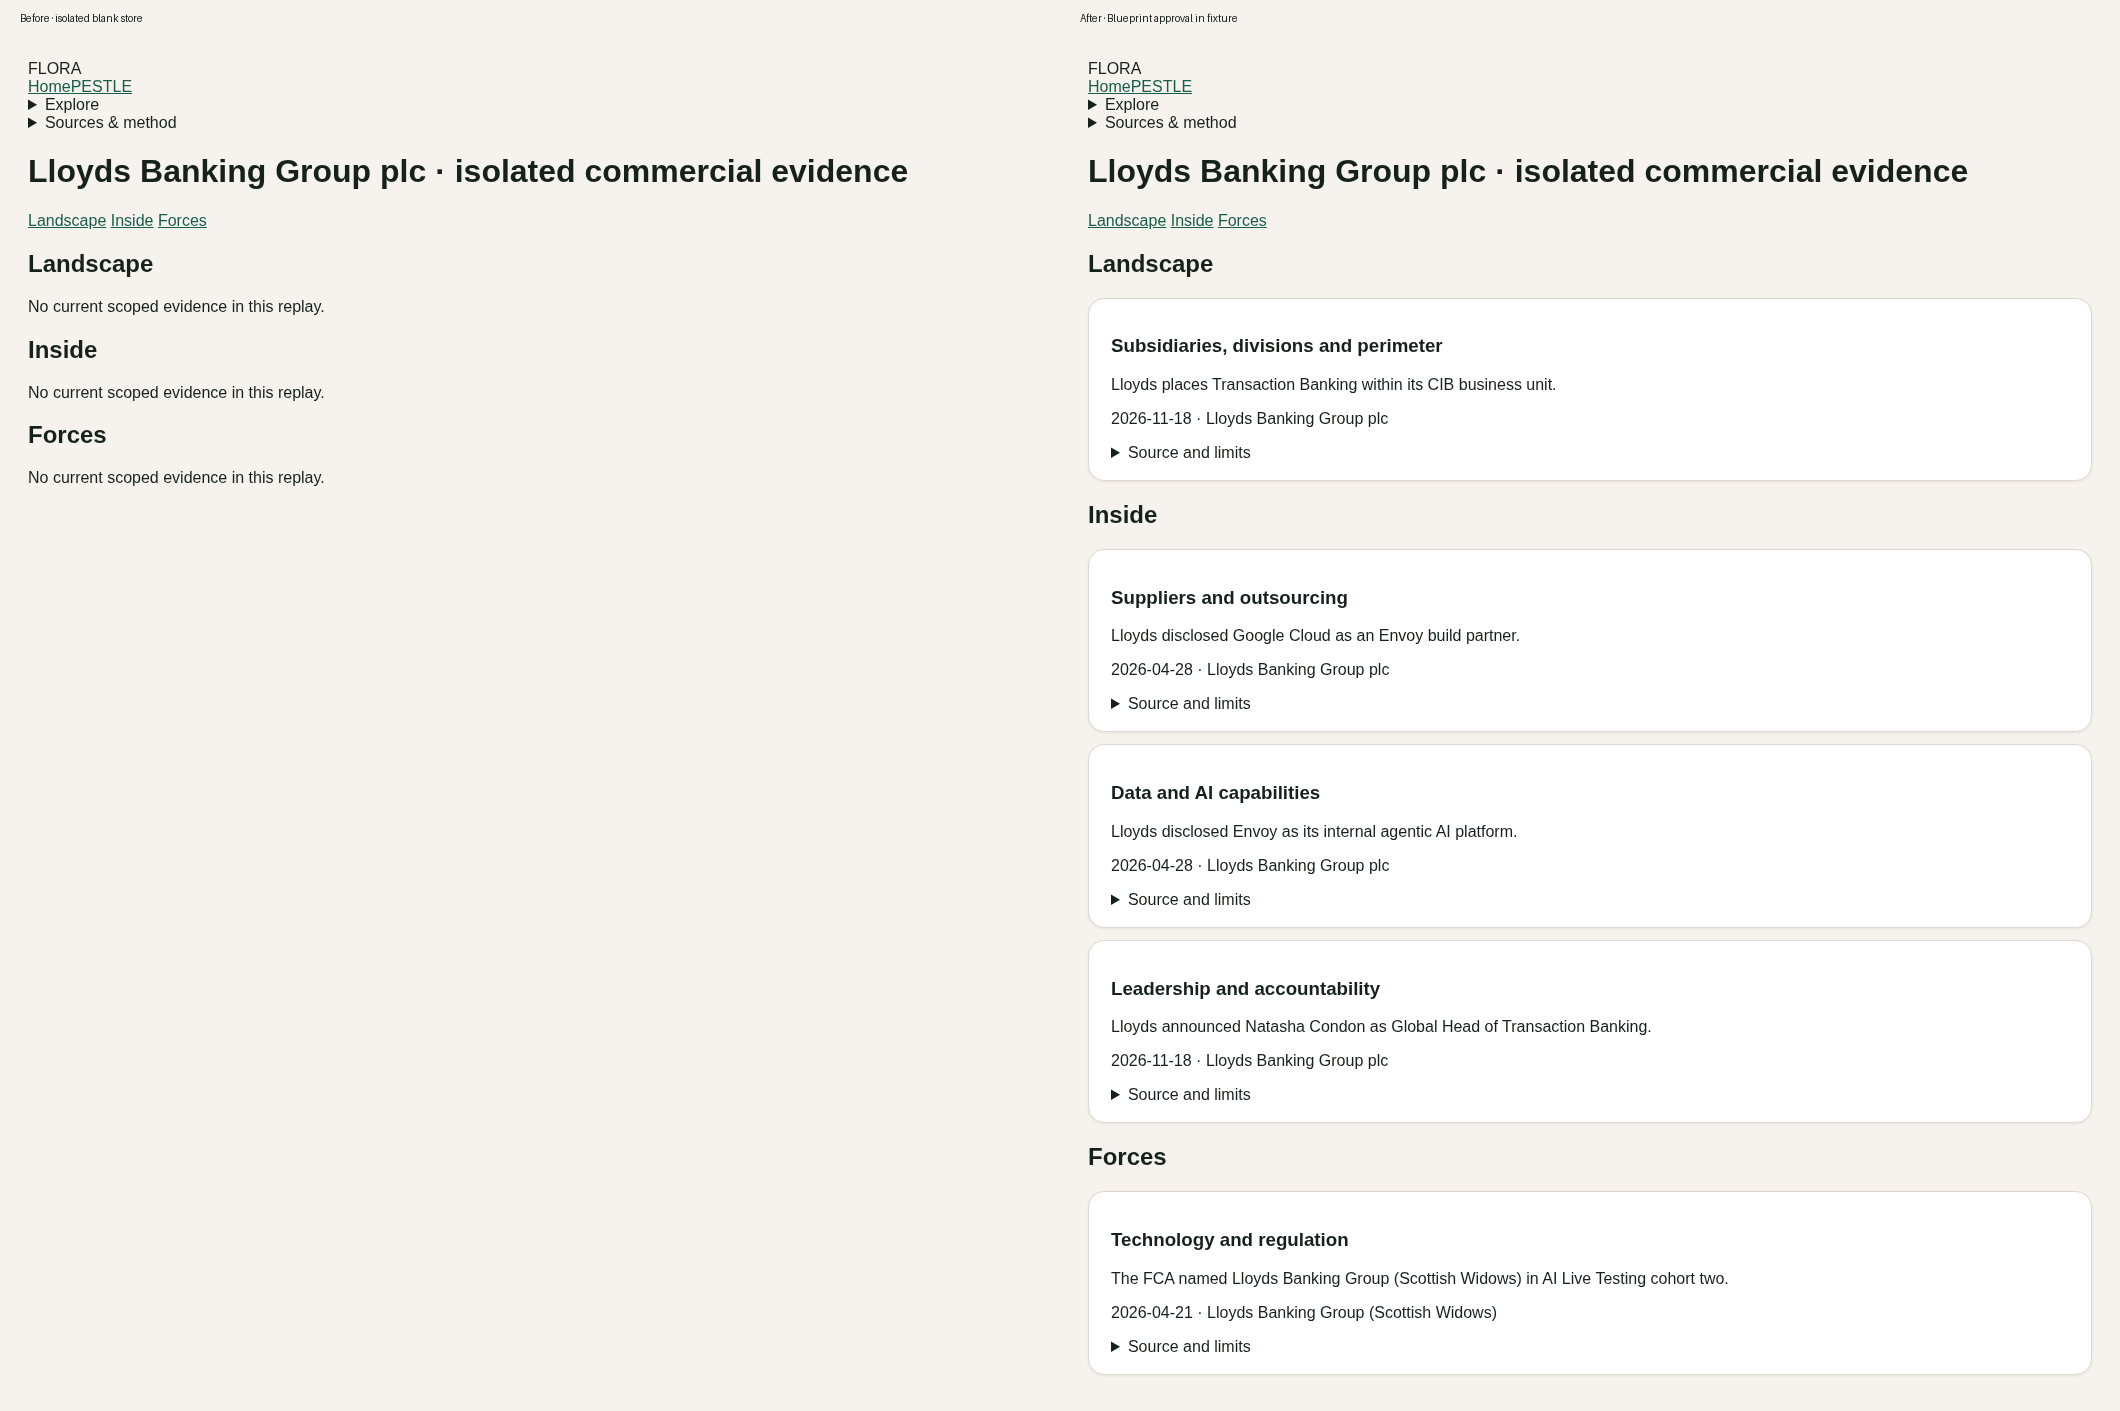 Before · isolated blank store
FLORA
HomePESTLE
Explore
Sources & method
Lloyds Banking Group plc · isolated commercial evidence
Landscape Inside Forces
Landscape
No current scoped evidence in this replay.
Inside
No current scoped evidence in this replay.
Forces
No current scoped evidence in this replay.
After · Blueprint approval in fixture
FLORA
HomePESTLE
Explore
Sources & method
Lloyds Banking Group plc · isolated commercial evidence
Landscape Inside Forces
Landscape
Subsidiaries, divisions and perimeter
Lloyds places Transaction Banking within its CIB business unit.
2026-11-18 · Lloyds Banking Group plc
Source and limits
Inside
Suppliers and outsourcing
Lloyds disclosed Google Cloud as an Envoy build partner.
2026-04-28 · Lloyds Banking Group plc
Source and limits
Data and AI capabilities
Lloyds disclosed Envoy as its internal agentic AI platform.
2026-04-28 · Lloyds Banking Group plc
Source and limits
Leadership and accountability
Lloyds announced Natasha Condon as Global Head of Transaction Banking.
2026-11-18 · Lloyds Banking Group plc
Source and limits
Forces
Technology and regulation
The FCA named Lloyds Banking Group (Scottish Widows) in AI Live Testing cohort two.
2026-04-21 · Lloyds Banking Group (Scottish Widows)
Source and limits